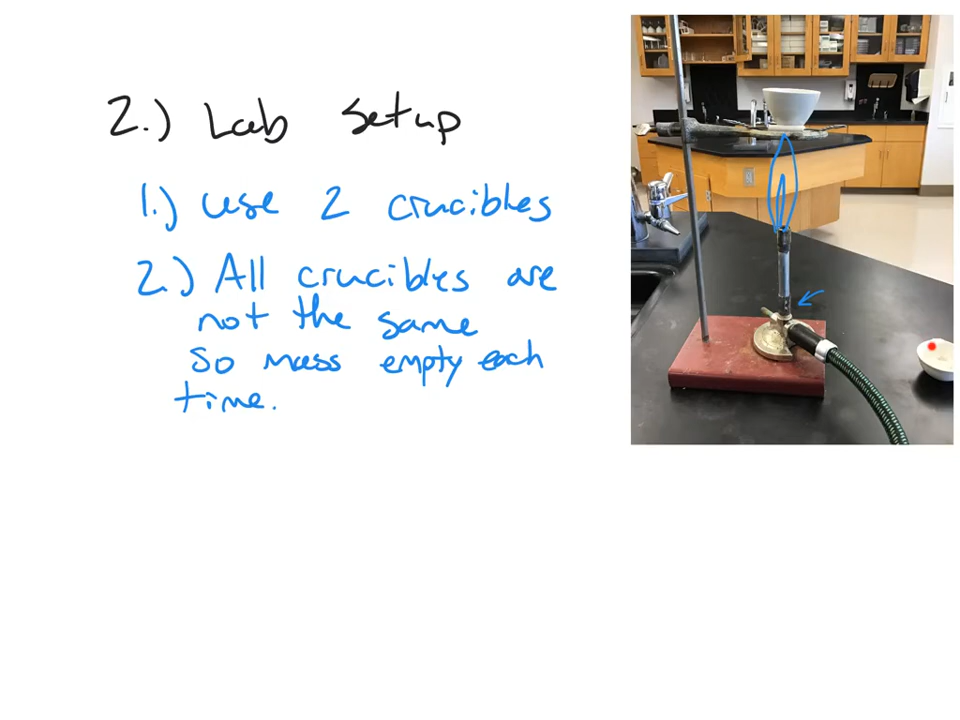 2.) Lab setup
1.) use 2 crucibles
2.) All crucibles are
not the same
So mass empty each
time.